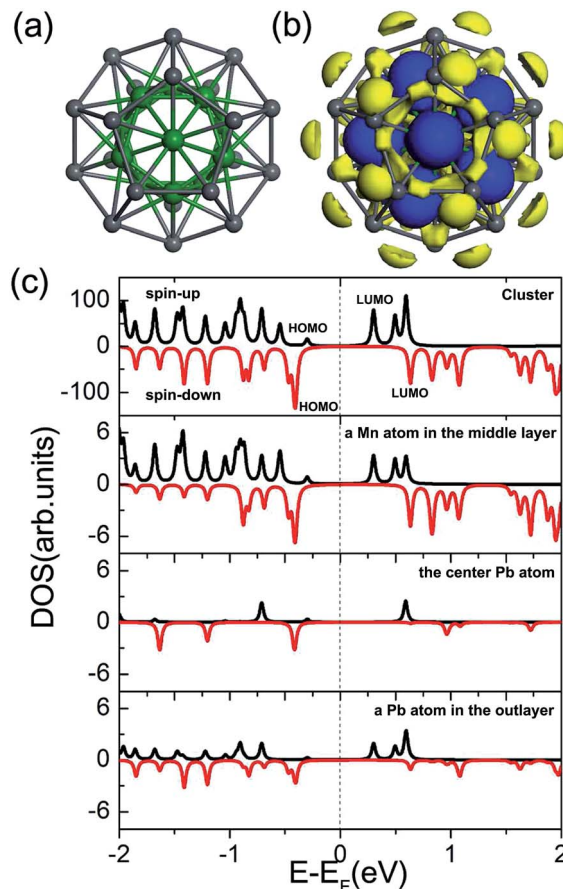 (a)
(b)
(c)
100
0
-100
spin-up
spin-down
HOMO
HOMO
LUMO
LUMO
Cluster
6
0
-6
a Mn atom in the middle layer
6
0
-6
the center Pb atom
6
0
-6
a Pb atom in the outlayer
DOS(arb.units)
-2 -1 0 1 2
E-E_F(eV)